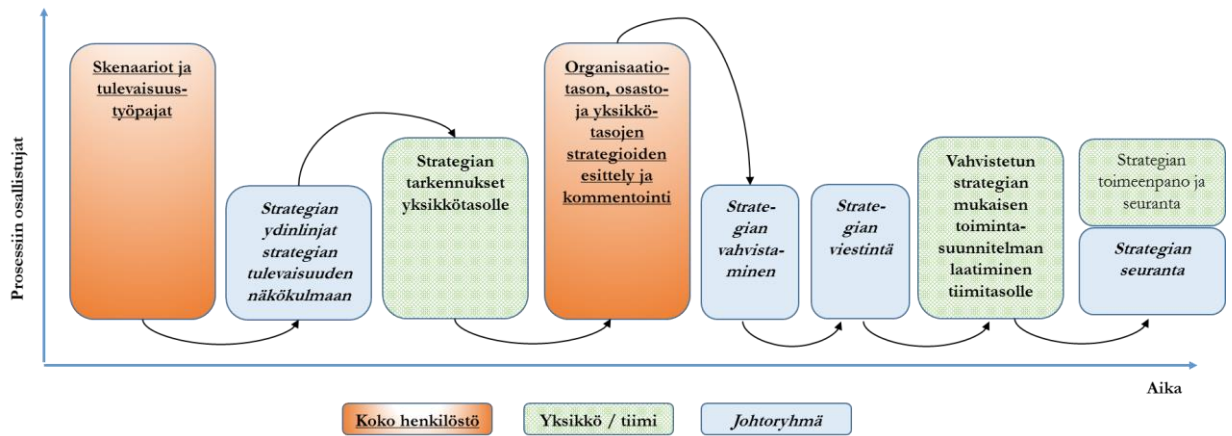 Prosessiin osallistujat
Skenaariot ja
tulevaisuus-
työpajat
Strategian
ydinlinjat
strategian
tulevaisuuden
näkökulmaan
Strategian
tarkennukset
yksikkötasolle
Organisaatio-
tason, osasto-
ja yksikkö-
tasojen
strategioiden
esittely ja
kommentointi
Strate-
gian
vahvista-
minen
Strate-
gian
viestintä
Vahvistetun
strategian
mukaisen
toiminta-
suunnitelman
laatiminen
tiimitasolle
Strategian
toimeenpano ja
seuranta
Strategian
seuranta
Aika
Koko henkilöstö
Yksikkö / tiimi
Johtoryhmä